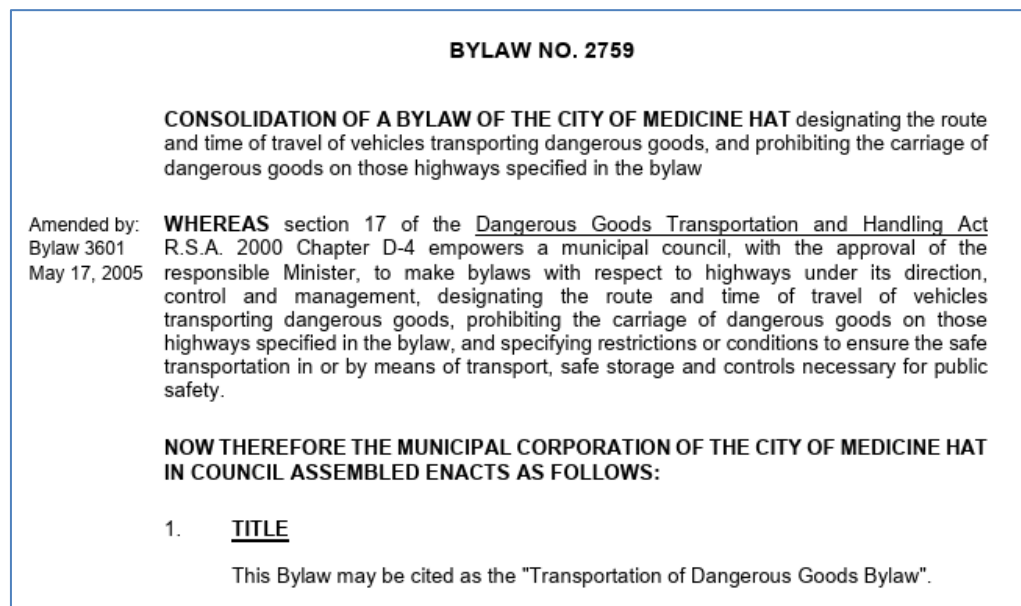 BYLAW NO. 2759
CONSOLIDATION OF A BYLAW OF THE CITY OF MEDICINE HAT designating the route
and time of travel of vehicles transporting dangerous goods, and prohibiting the carriage of
dangerous goods on those highways specified in the bylaw
Amended by:
Bylaw 3601
May 17, 2005
WHEREAS section 17 of the Dangerous Goods Transportation and Handling Act
R.S.A. 2000 Chapter D-4 empowers a municipal council, with the approval of the
responsible Minister, to make bylaws with respect to highways under its direction,
control and management, designating the route and time of travel of vehicles
transporting dangerous goods, prohibiting the carriage of dangerous goods on those
highways specified in the bylaw, and specifying restrictions or conditions to ensure the safe
transportation in or by means of transport, safe storage and controls necessary for public
safety.
NOW THEREFORE THE MUNICIPAL CORPORATION OF THE CITY OF MEDICINE HAT
IN COUNCIL ASSEMBLED ENACTS AS FOLLOWS:
1. TITLE
This Bylaw may be cited as the "Transportation of Dangerous Goods Bylaw".